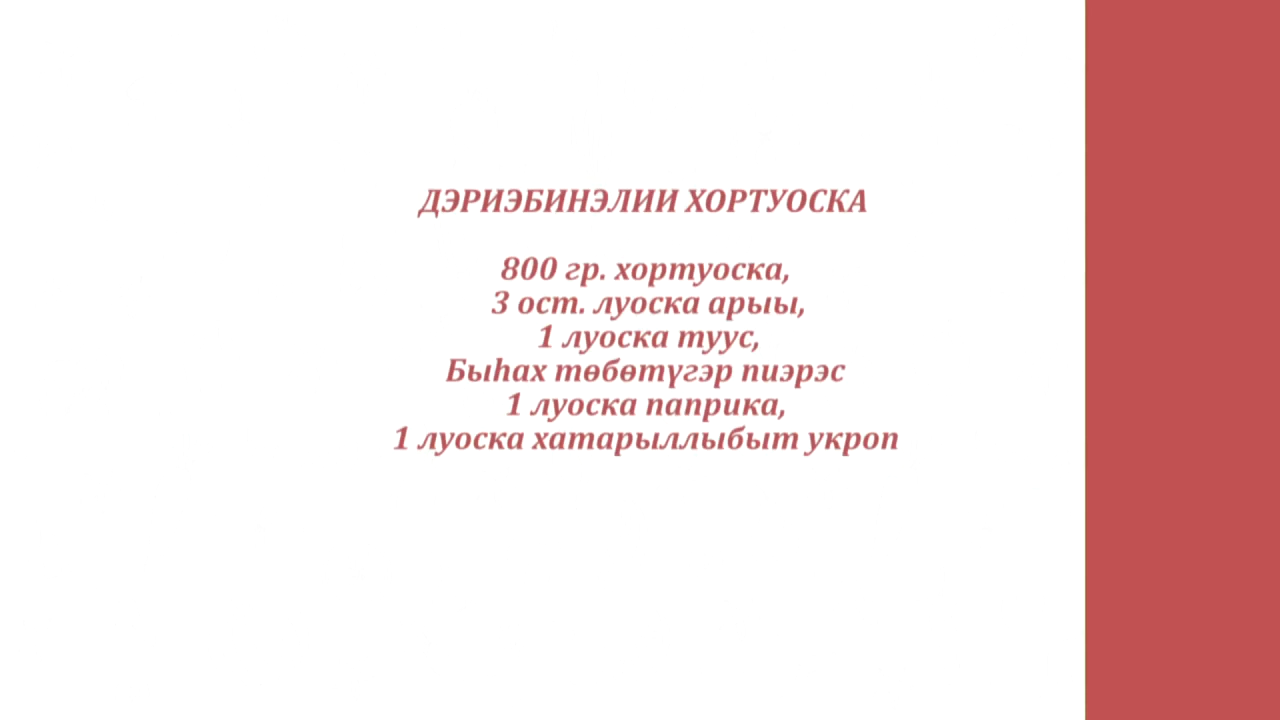 ДЭРИЭБИНЭЛИИ ХОРТУОСКА
800 гр. хортуоска,
3 ост. луоска арыы,
1 луоска туус,
Быһах төбөтүгэр пиэрэс
1 луоска паприка,
1 луоска хатарыллыбыт укроп